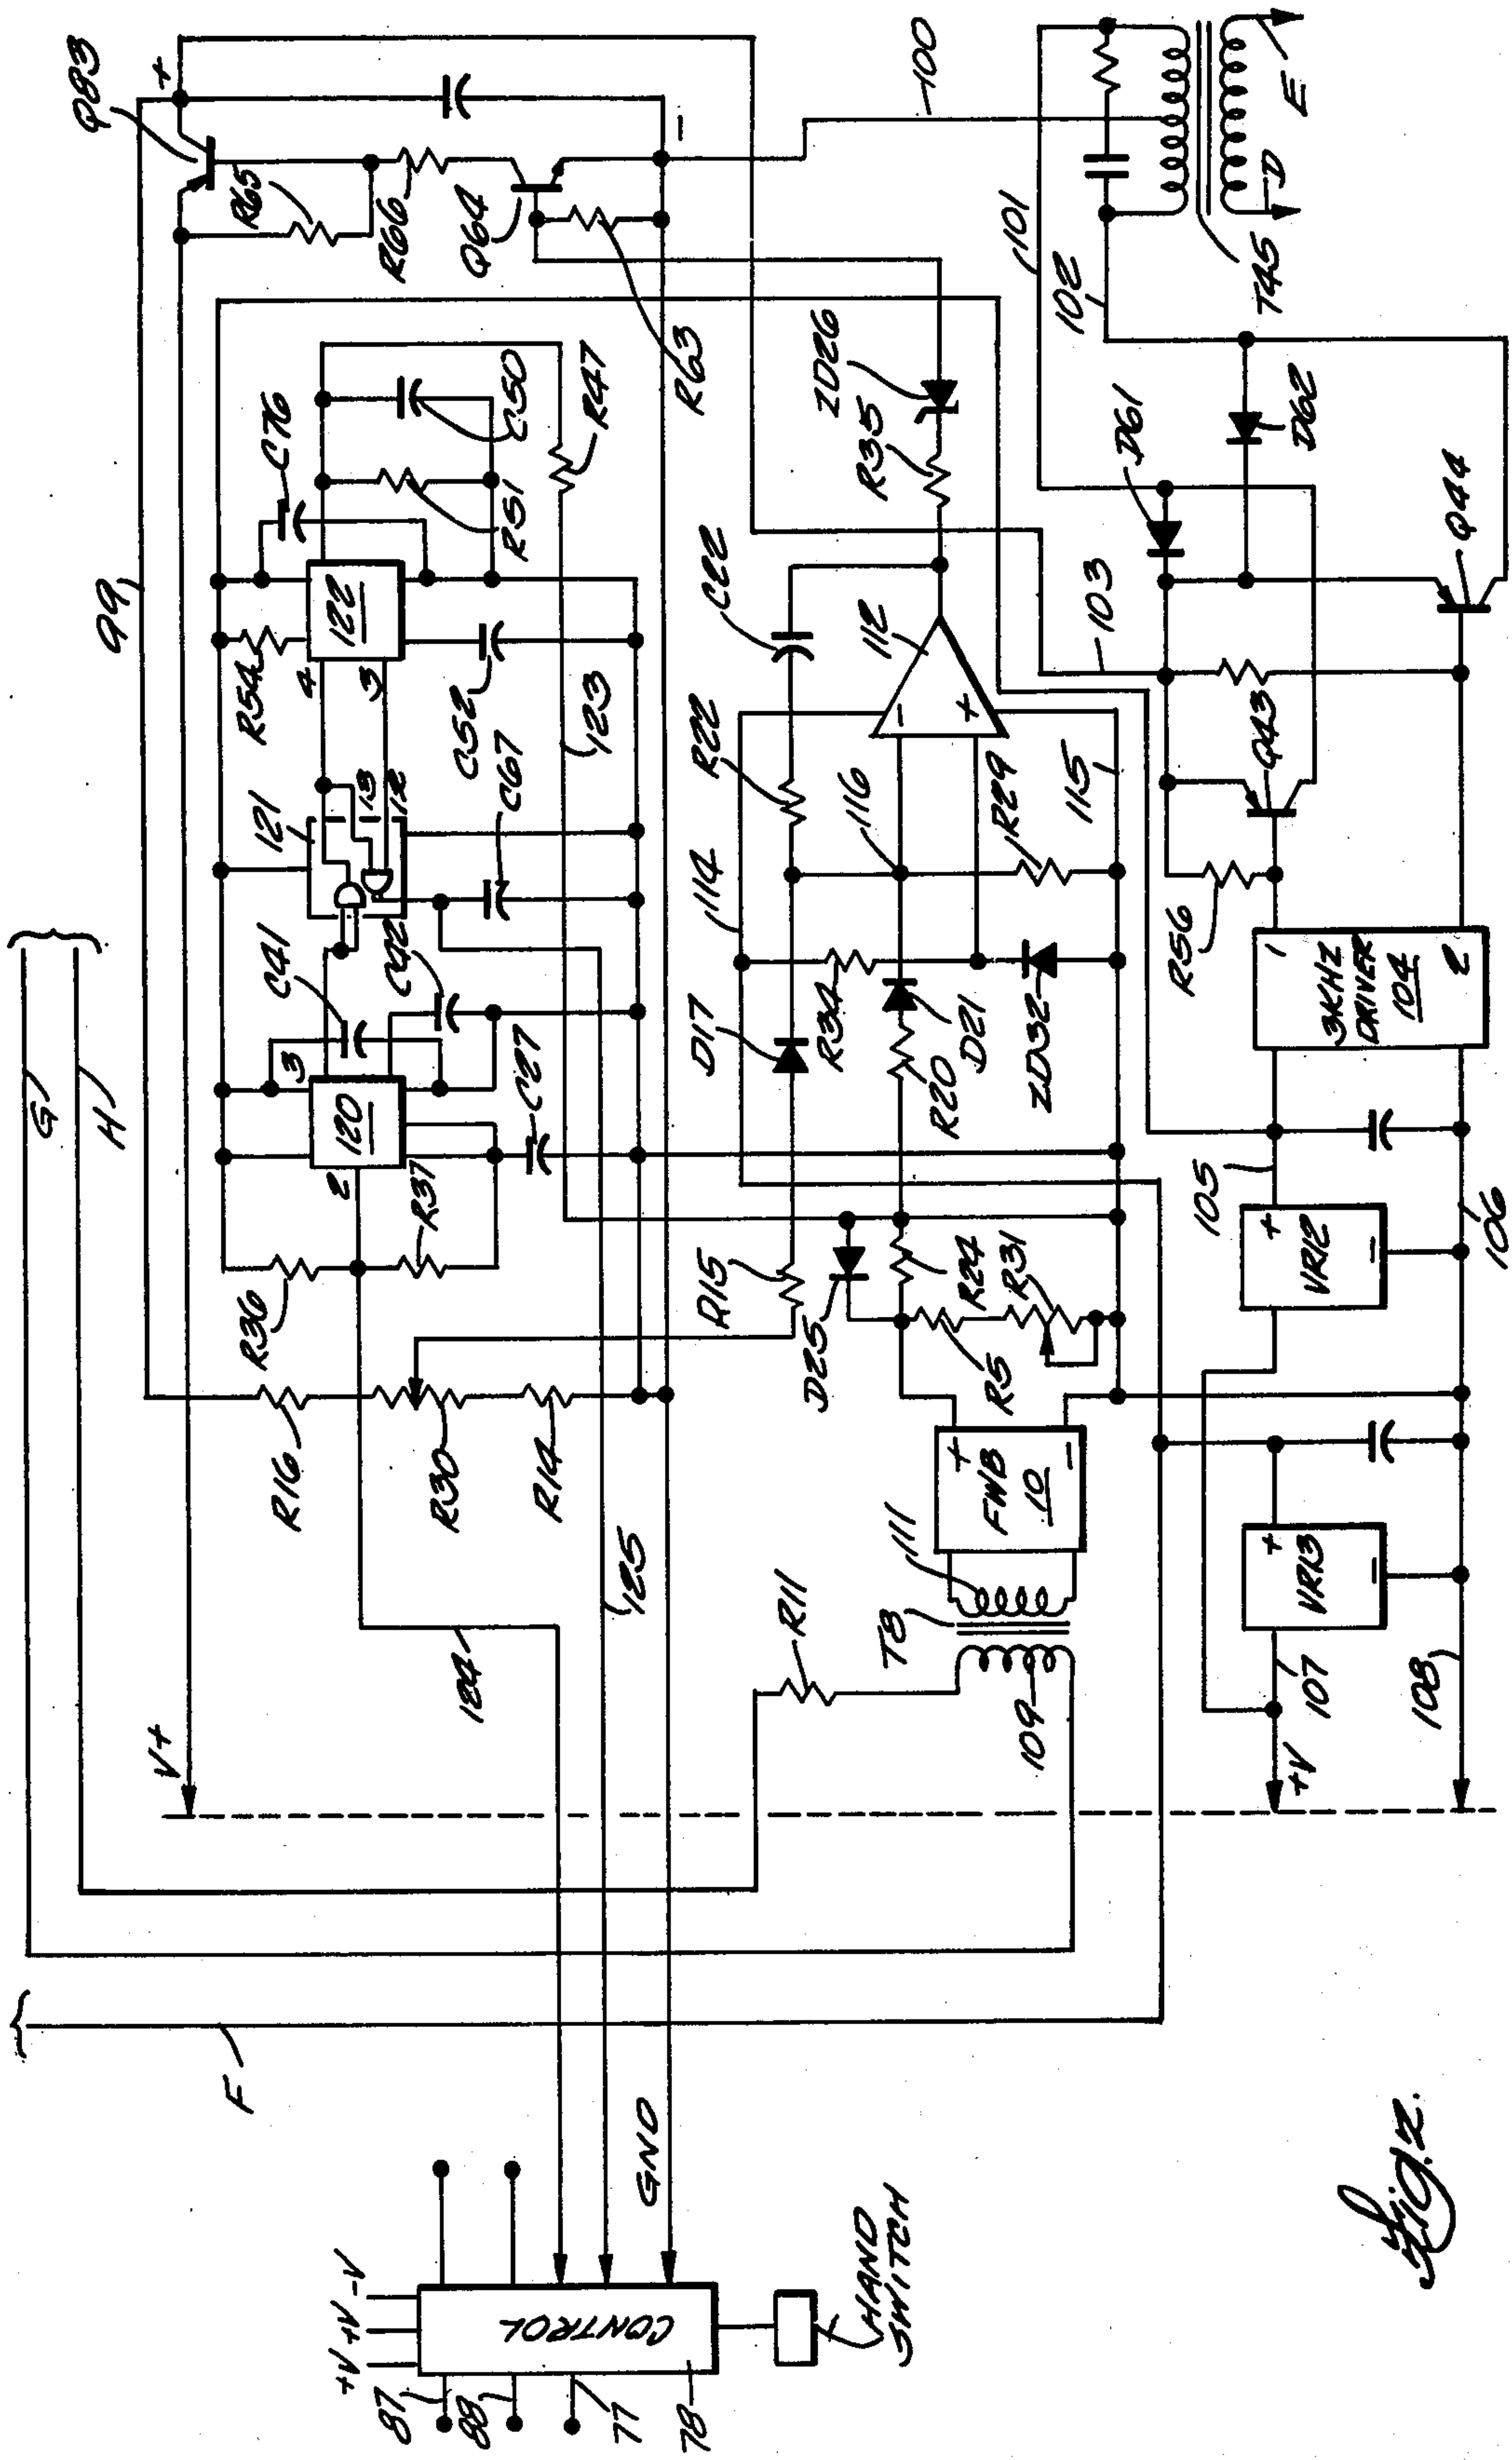 Q83
+
99
R65
R66
Q64
−
100
C76
C50
R47
R51
R63
122
R54
4
3
C52
123
C67
121
13
12
C41
C42
3
120
2
R37
C27
R36
R16
R30
R14
124
125
V+
G
H
F
GND
+V +V -V
CONTROL
87
88
77
78
HAND
SWITCH
ZD26
R35
C22
112
R22
−
+
116
R29
115
114
D17
R34
D21
R20
ZD32
D15
D25
R24
R31
R5
+
FWB
10
−
111
T8
R11
109
101
102
T45
D
E
D61
D62
Q44
103
Q43
R56
1
3KHZ
DRIVER
104
2
105
106
+
VR12
−
+
VR13
−
107
108
+V
Fig. 2.